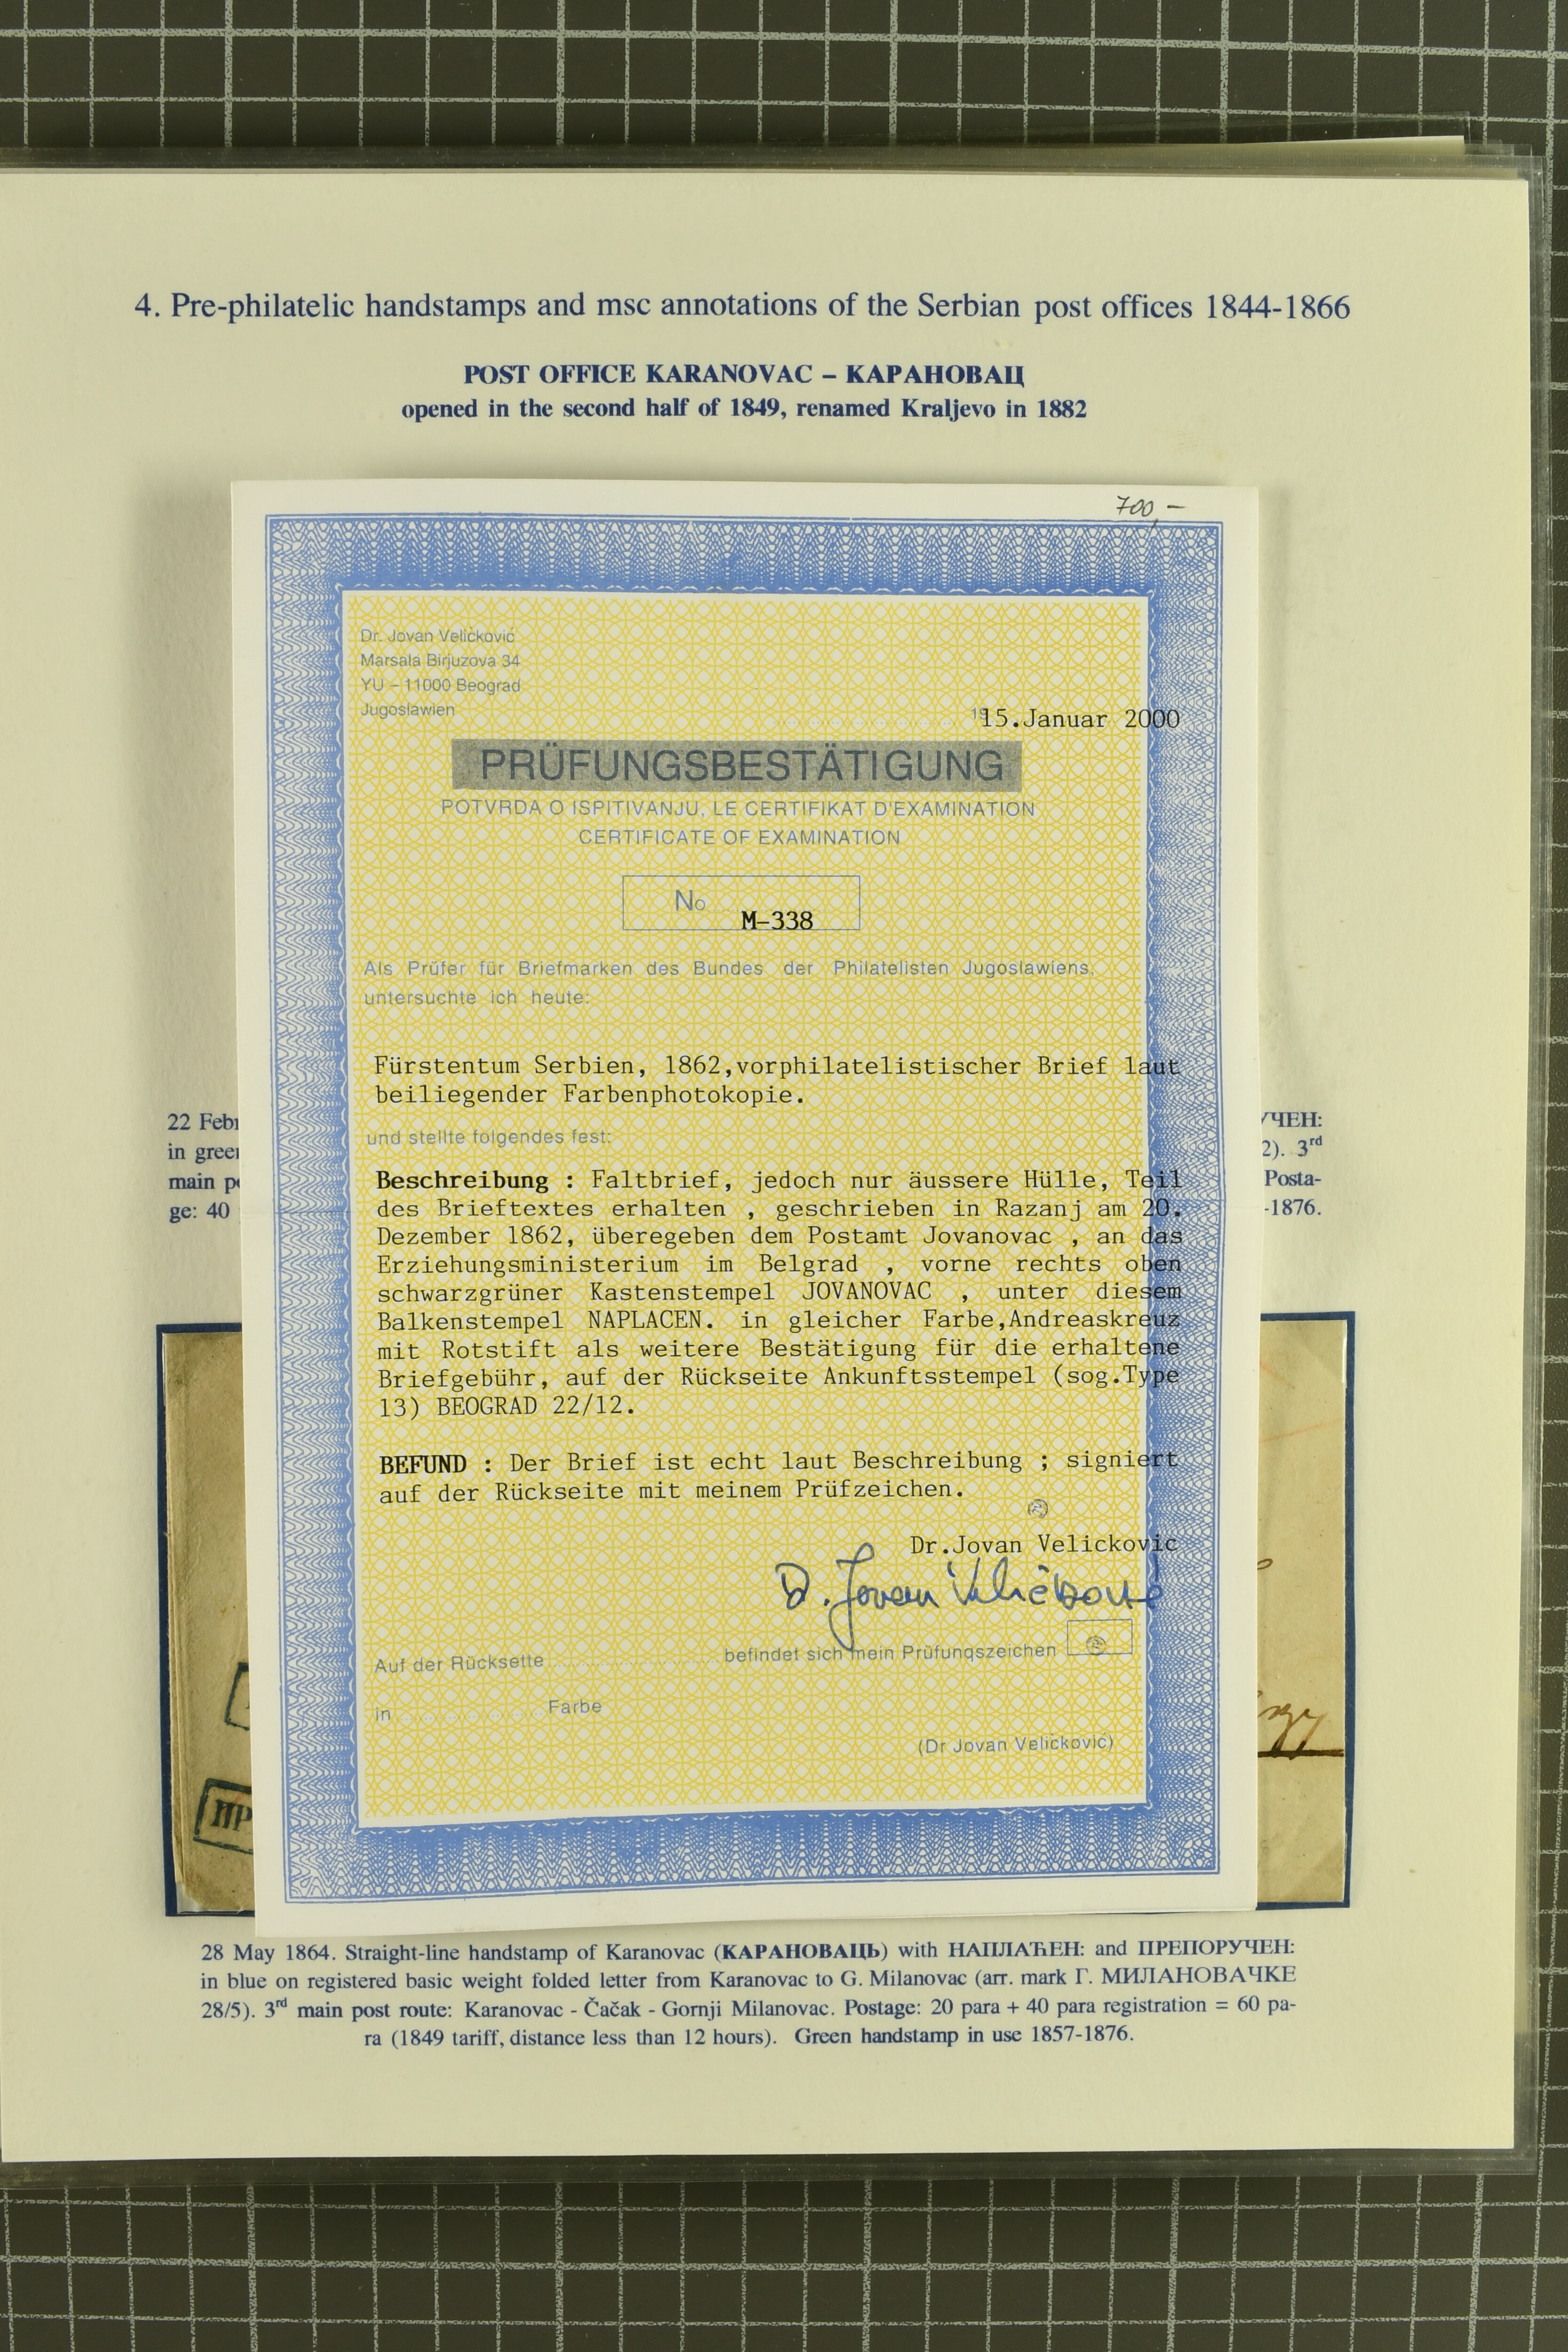 4. Pre-philatelic handstamps and msc annotations of the Serbian post offices 1844-1866
POST OFFICE KARANOVAC – КАРАНОВАЦ
opened in the second half of 1849, renamed Kraljevo in 1882
700,-
Dr. Jovan Veličković
Marsala Birjuzova 34
YU – 11000 Beograd
Jugoslawien
15.Januar 2000
PRÜFUNGSBESTÄTIGUNG
POTVRDA O ISPITIVANJU, LE CERTIFIKAT D'EXAMINATION
CERTIFICATE OF EXAMINATION
No M-338
Als Prüfer für Briefmarken des Bundes der Philatelisten Jugoslawiens,
untersuchte ich heute:
Fürstentum Serbien, 1862,vorphilatelistischer Brief laut
beiliegender Farbenphotokopie.
und stellte folgendes fest:
Beschreibung : Faltbrief, jedoch nur äussere Hülle, Teil
des Brieftextes erhalten , geschrieben in Razanj am 20.
Dezember 1862, überegeben dem Postamt Jovanovac , an das
Erziehungsministerium im Belgrad , vorne rechts oben
schwarzgrüner Kastenstempel JOVANOVAC , unter diesem
Balkenstempel NAPLACEN. in gleicher Farbe,Andreaskreuz
mit Rotstift als weitere Bestätigung für die erhaltene
Briefgebühr, auf der Rückseite Ankunftsstempel (sog.Type
13) BEOGRAD 22/12.
BEFUND : Der Brief ist echt laut Beschreibung ; signiert
auf der Rückseite mit meinem Prüfzeichen.
Dr.Jovan Velickovic
D. Jovan Veličković
Auf der Rücksette befindet sich mein Prüfungszeichen
in Farbe
(Dr Jovan Veličković)
22 Feb УЧЕН:
in gree 2). 3rd
main p Posta-
ge: 40 -1876.
ПР
28 May 1864. Straight-line handstamp of Karanovac (КАРАНОВАЦЬ) with НАПЛАЋЕН: and ПРЕПОРУЧЕН:
in blue on registered basic weight folded letter from Karanovac to G. Milanovac (arr. mark Г. МИЛАНОВАЧКЕ
28/5). 3rd main post route: Karanovac - Čačak - Gornji Milanovac. Postage: 20 para + 40 para registration = 60 pa-
ra (1849 tariff, distance less than 12 hours). Green handstamp in use 1857-1876.